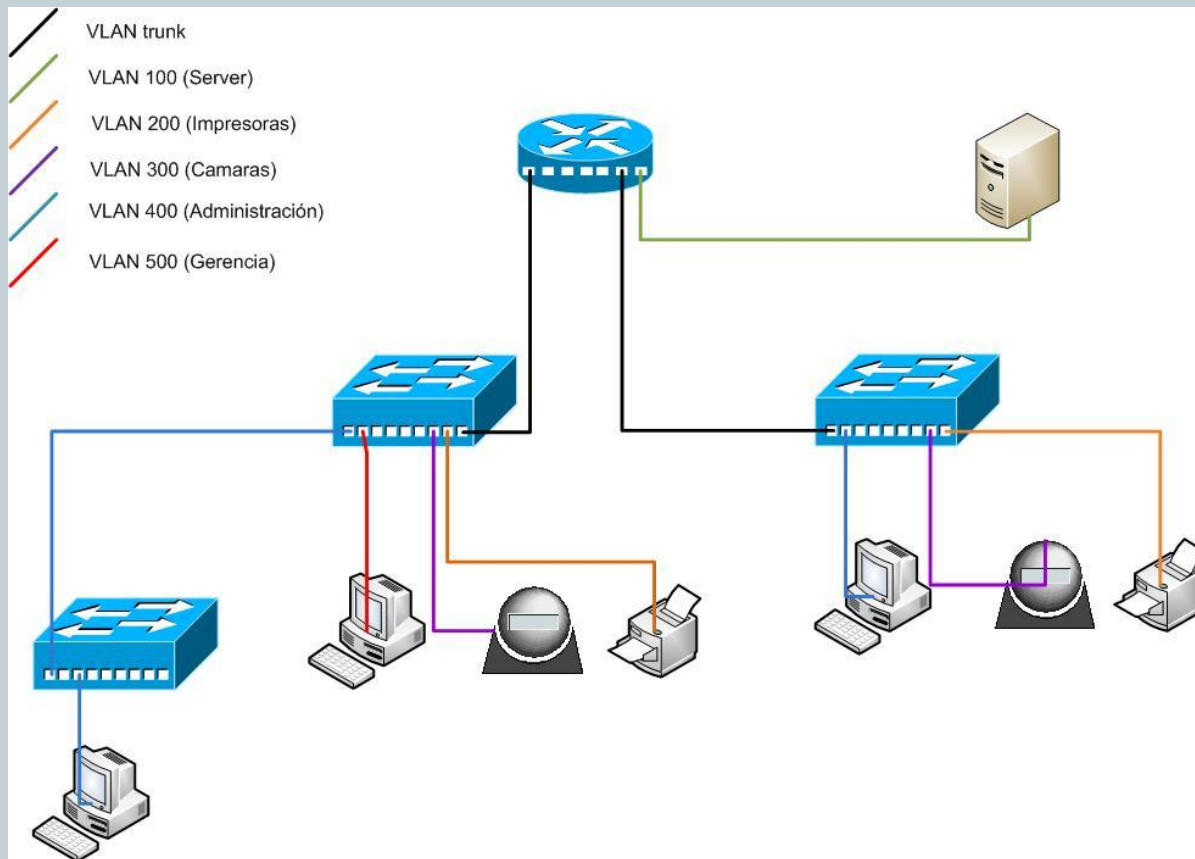 VLAN trunk
VLAN 100 (Server)
VLAN 200 (Impresoras)
VLAN 300 (Camaras)
VLAN 400 (Administración)
VLAN 500 (Gerencia)